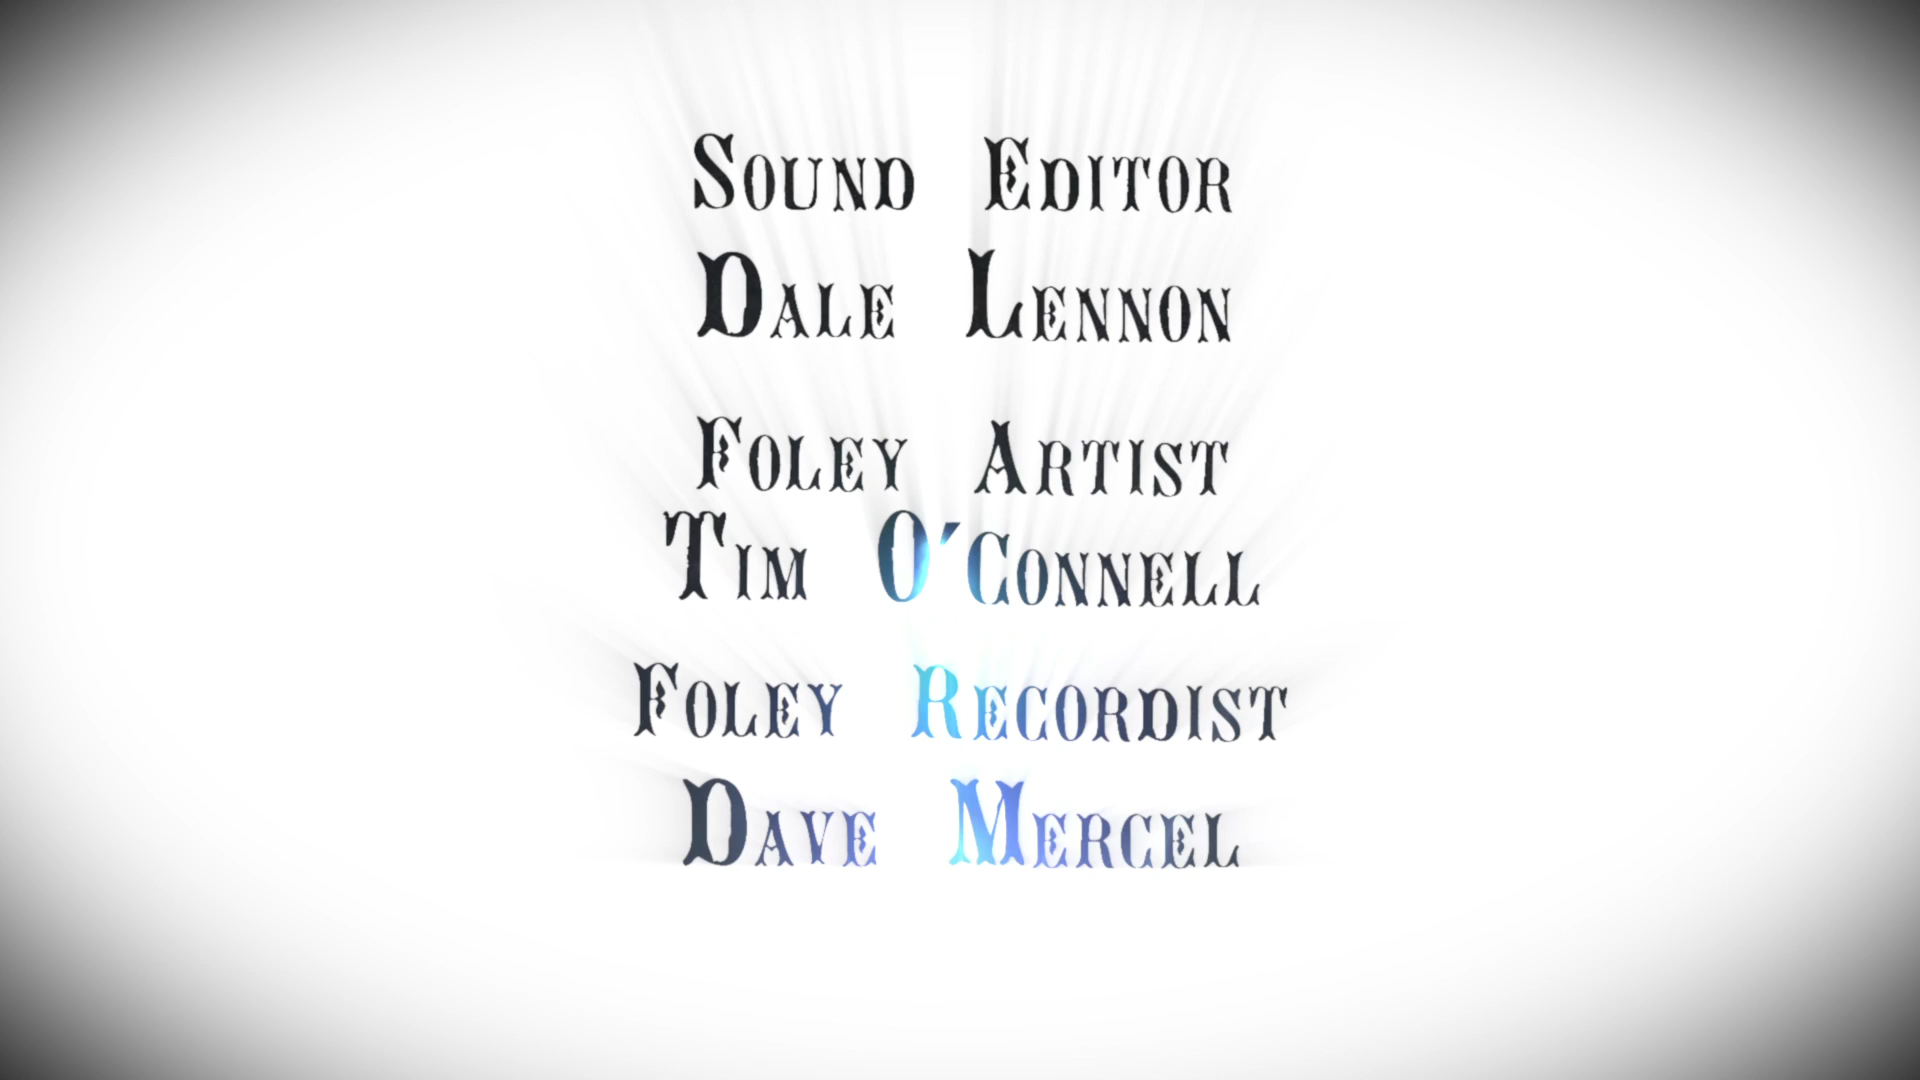 Sound Editor
Dale Lennon
Foley Artist
Tim O'Connell
Foley Recordist
Dave Mercel